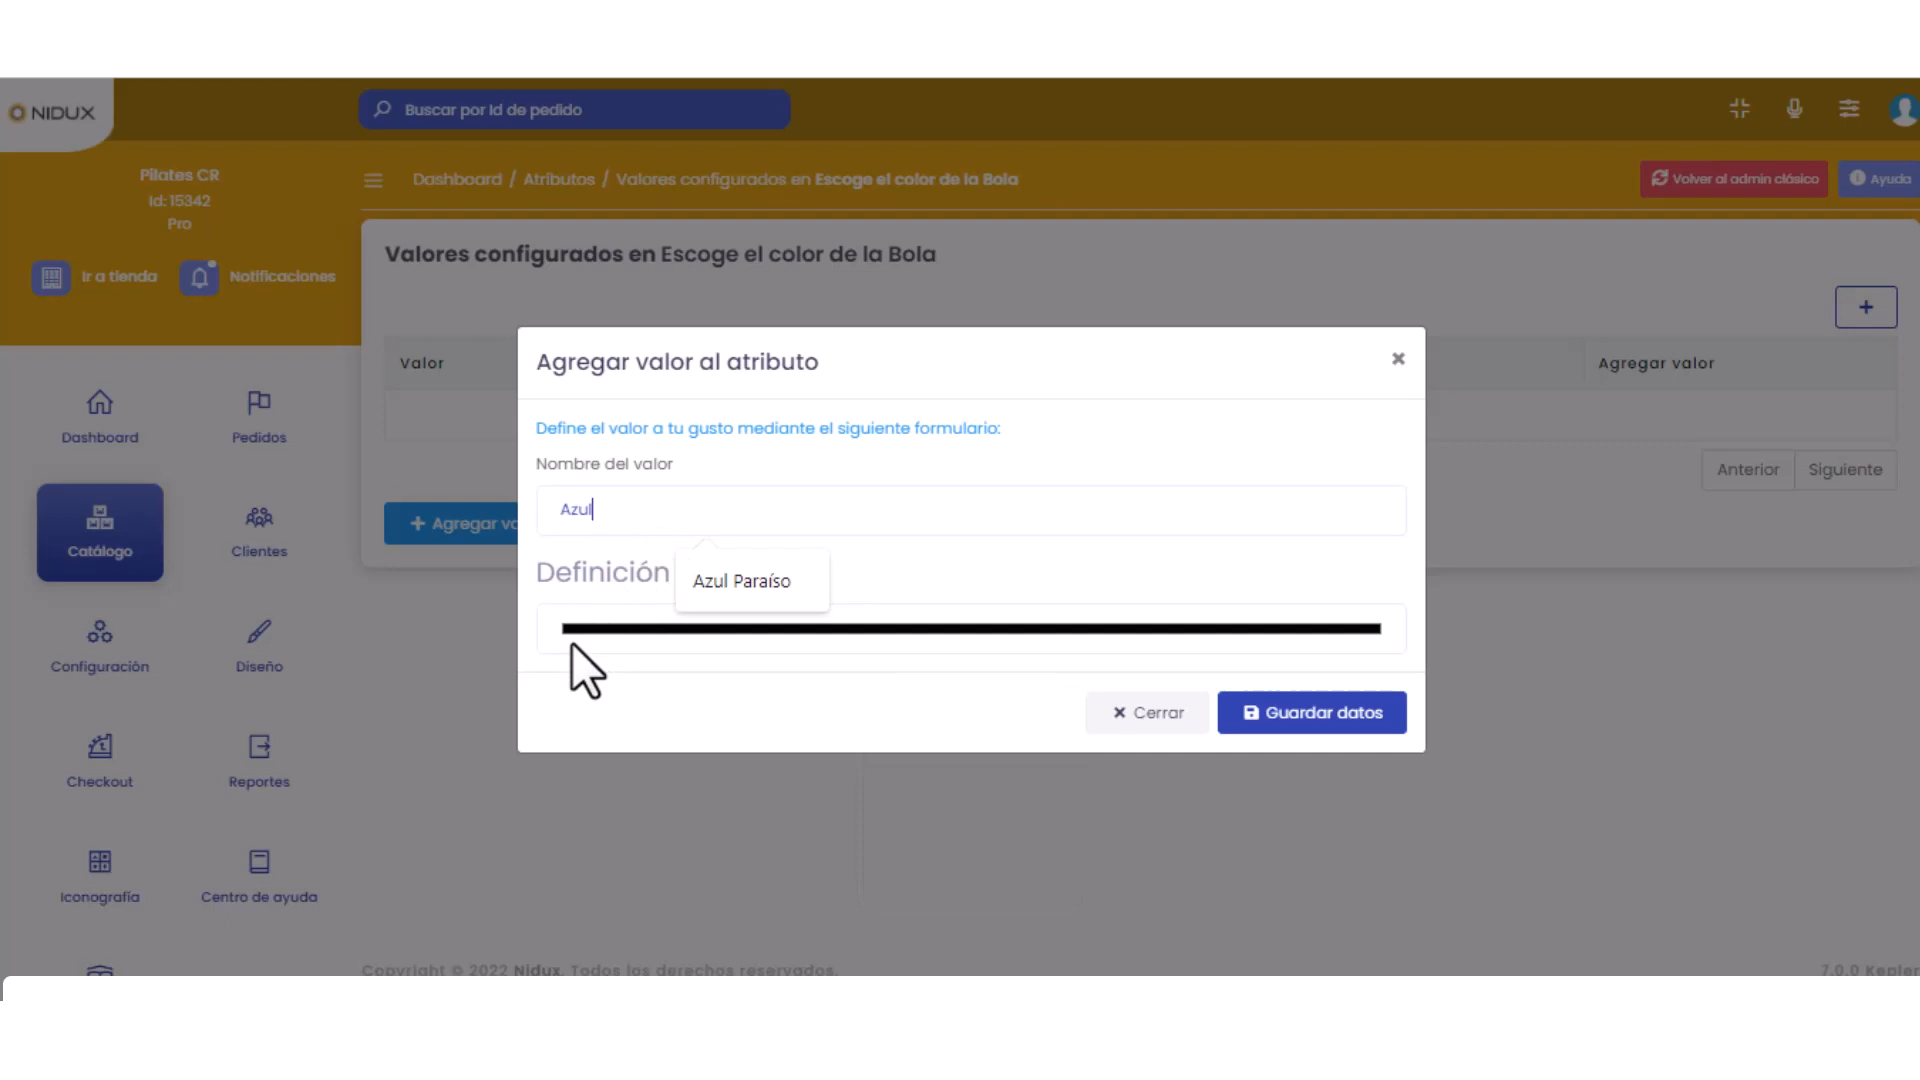 NIDUX
Buscar por Id de pedido
Pilates CR
Id: 15342
Pro
Ir a tienda
Notificaciones
Dashboard / Atributos / Valores configurados en Escoge el color de la Bola
Volver al admin clásico
Ayuda
Valores configurados en Escoge el color de la Bola
+
Valor
Agregar valor
Anterior
Siguiente
+ Agregar va
Agregar valor al atributo
×
Define el valor a tu gusto mediante el siguiente formulario:
Nombre del valor
Azul
Azul Paraíso
Definición
× Cerrar
Guardar datos
Dashboard
Pedidos
Catálogo
Clientes
Configuración
Diseño
Checkout
Reportes
Iconografía
Centro de ayuda
Copyright © 2022 Nidux. Todos los derechos reservados.
7.0.0 Kepler